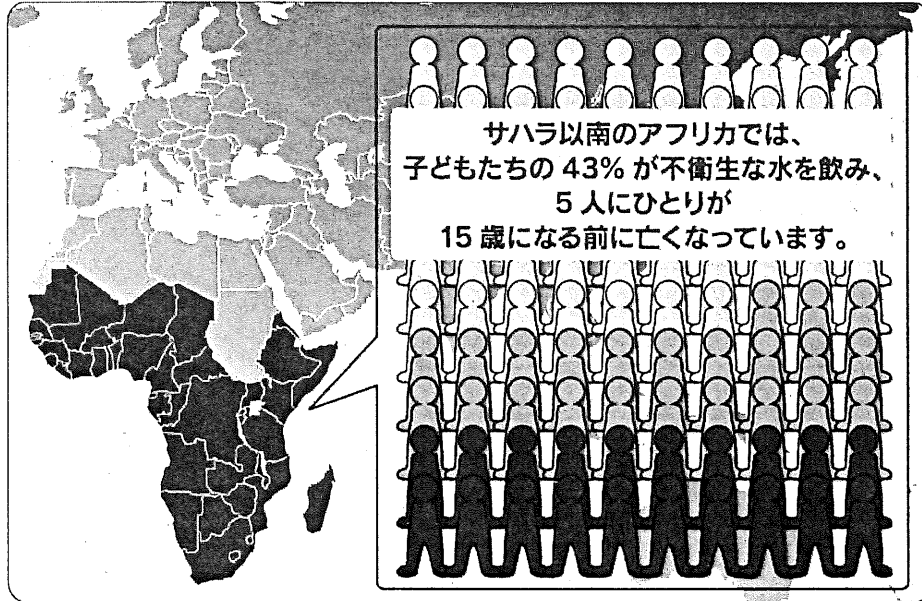 サハラ以南のアフリカでは、
子どもたちの 43% が不衛生な水を飲み、
5 人にひとりが
15 歳になる前に亡くなっています。